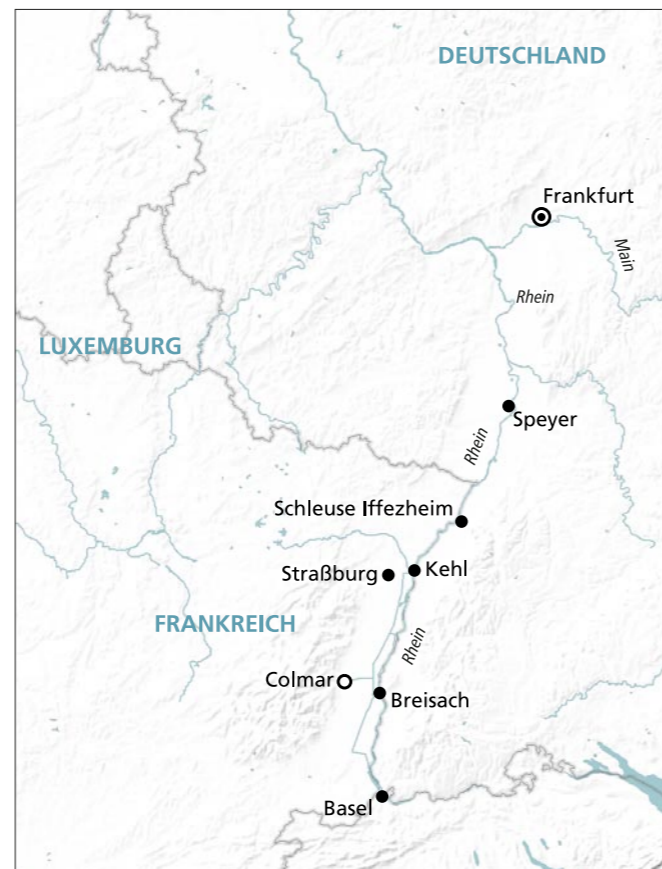 DEUTSCHLAND
Frankfurt
Main
Rhein
LUXEMBURG
Speyer
Rhein
Schleuse Iffezheim
Straßburg
Kehl
FRANKREICH
Rhein
Colmar
Breisach
Basel